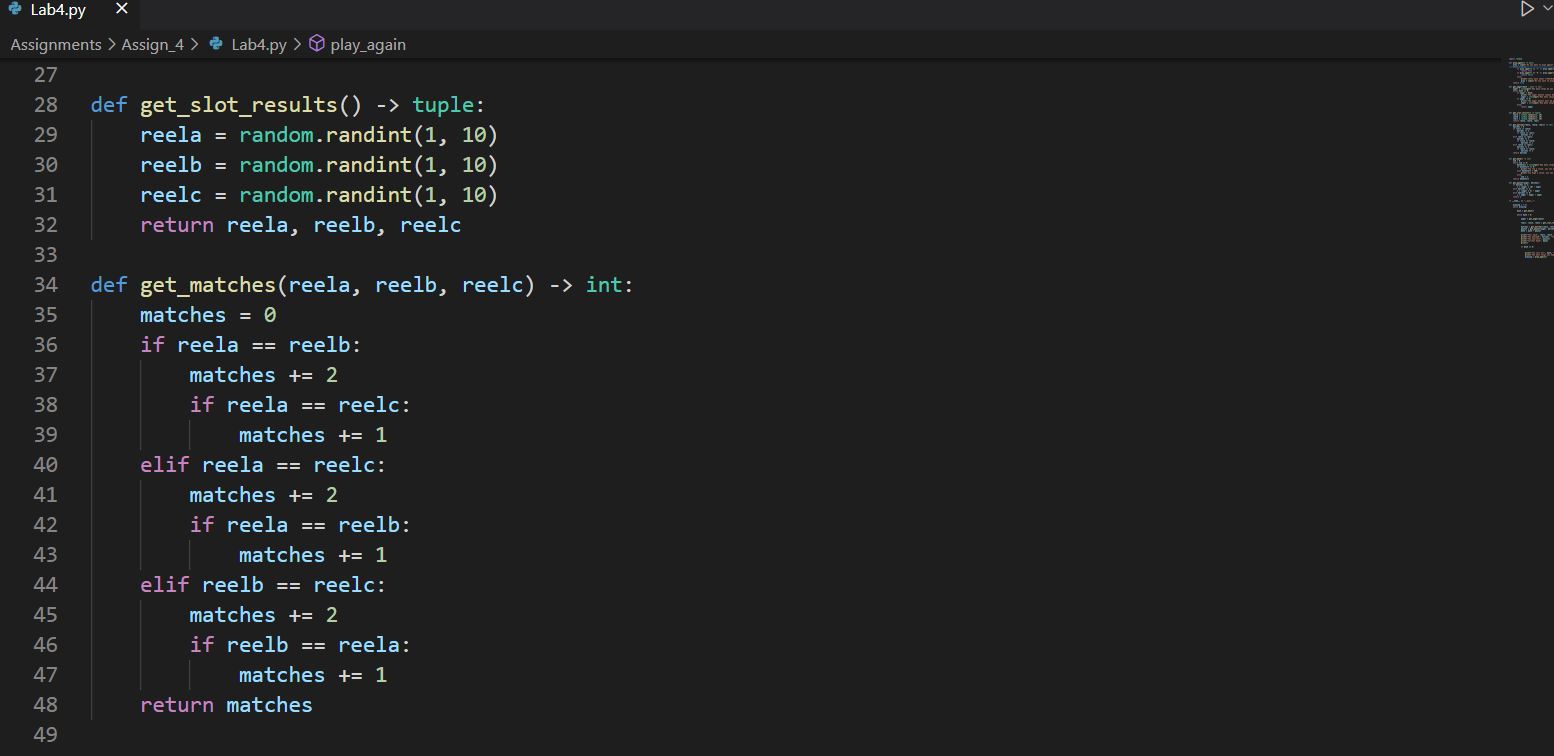 Lab4.py
Assignments > Assign_4 > Lab4.py > play_again
27
28 def get_slot_results() -> tuple:
29     reela = random.randint(1, 10)
30     reelb = random.randint(1, 10)
31     reelc = random.randint(1, 10)
32     return reela, reelb, reelc
33
34 def get_matches(reela, reelb, reelc) -> int:
35     matches = 0
36     if reela == reelb:
37         matches += 2
38         if reela == reelc:
39             matches += 1
40     elif reela == reelc:
41         matches += 2
42         if reela == reelb:
43             matches += 1
44     elif reelb == reelc:
45         matches += 2
46         if reelb == reela:
47             matches += 1
48     return matches
49